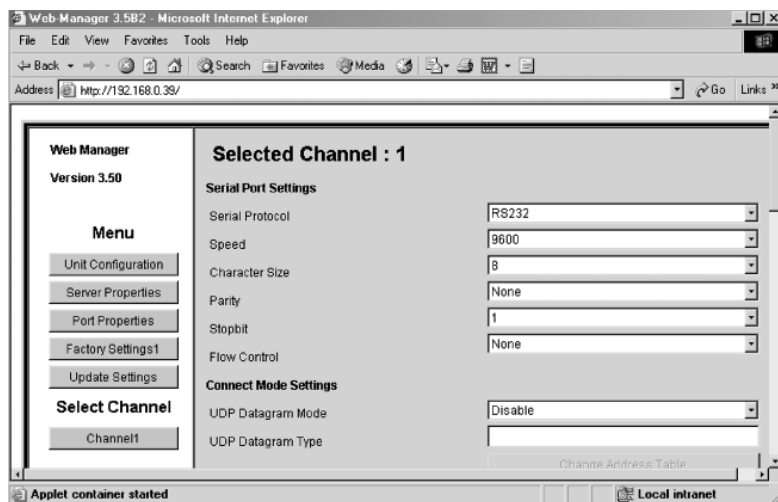 Web-Manager 3.5B2 - Microsoft Internet Explorer
File Edit View Favorites Tools Help
Back Search Favorites Media
Address http://192.168.0.39/ Go Links »
Web Manager
Version 3.50
Menu
Unit Configuration
Server Properties
Port Properties
Factory Settings1
Update Settings
Select Channel
Channel1
Selected Channel : 1
Serial Port Settings
Serial Protocol RS232
Speed 9600
Character Size 8
Parity None
Stopbit 1
Flow Control None
Connect Mode Settings
UDP Datagram Mode Disable
UDP Datagram Type
Change Address Table
Applet container started Local intranet